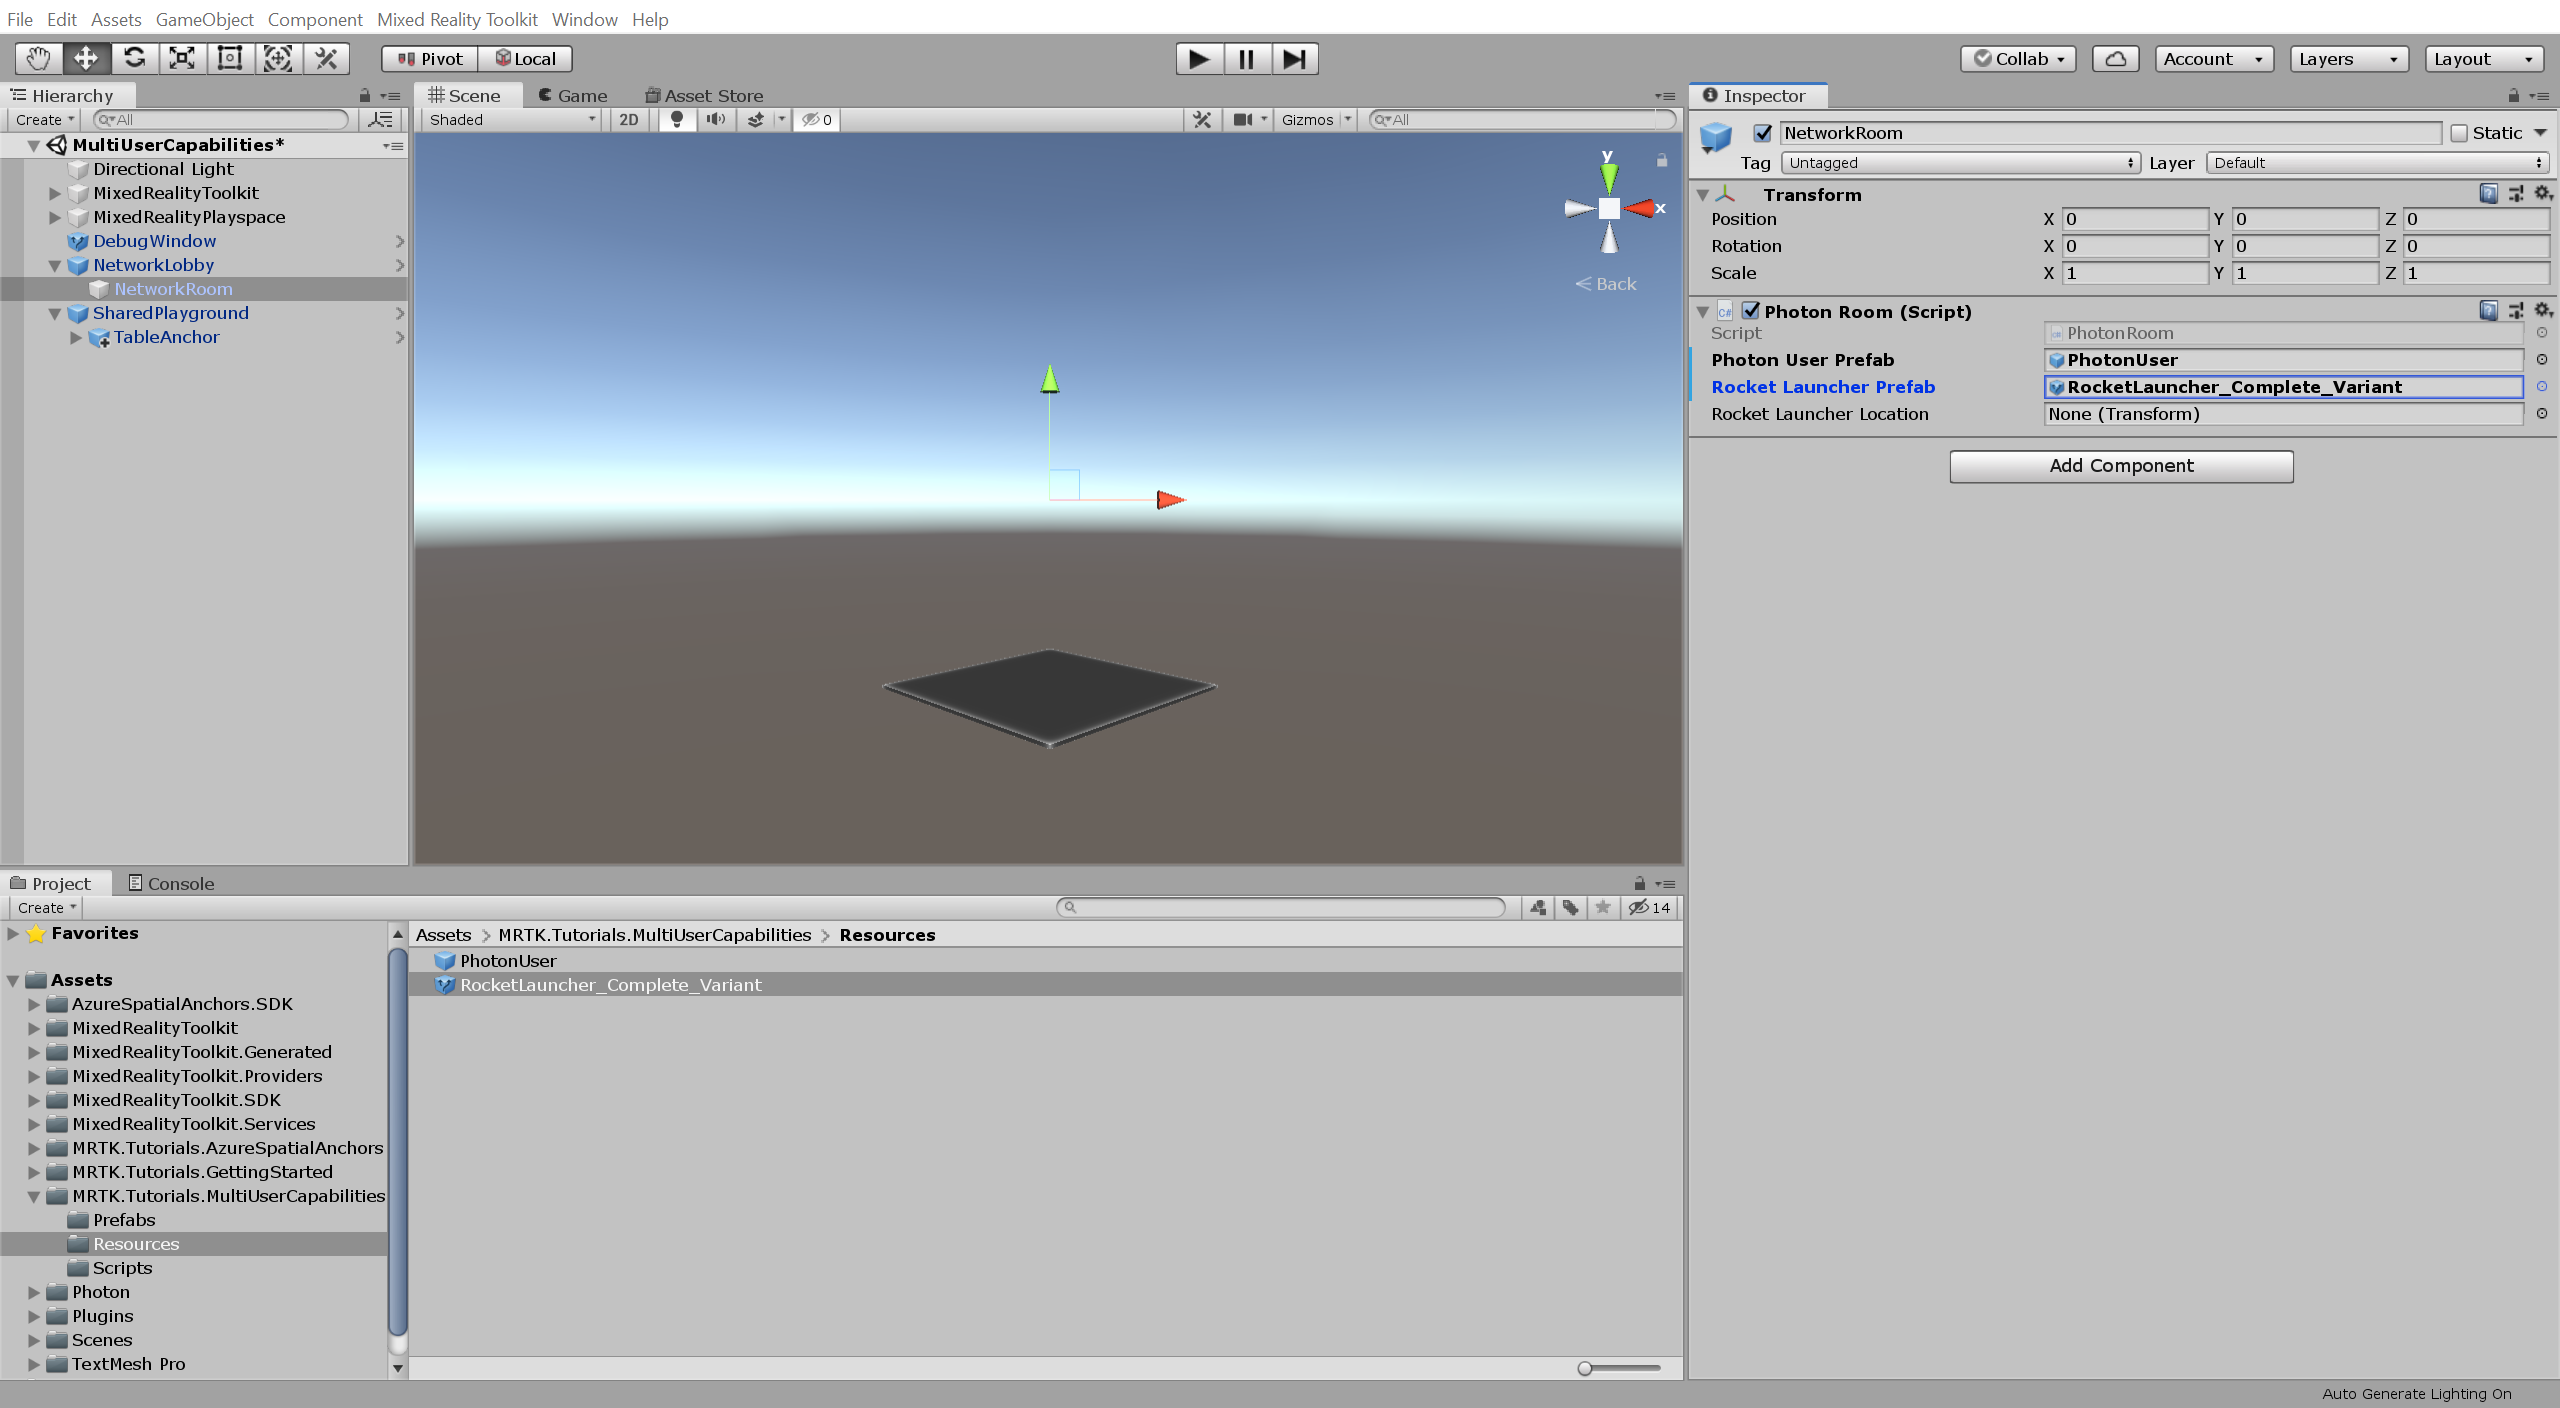 File Edit Assets GameObject Component Mixed Reality Toolkit Window Help
Pivot Local Collab Account Layers Layout
Hierarchy
Create All
MultiUserCapabilities*
Directional Light
MixedRealityToolkit
MixedRealityPlayspace
DebugWindow
NetworkLobby
NetworkRoom
SharedPlayground
TableAnchor
Scene Game Asset Store
Shaded 2D 0 Gizmos All
y
x
Back
Inspector
NetworkRoom Static
Tag Untagged Layer Default
Transform
Position X 0 Y 0 Z 0
Rotation X 0 Y 0 Z 0
Scale X 1 Y 1 Z 1
C# Photon Room (Script)
Script PhotonRoom
Photon User Prefab PhotonUser
Rocket Launcher Prefab RocketLauncher_Complete_Variant
Rocket Launcher Location None (Transform)
Add Component
Project Console
Create 14
Favorites
Assets
AzureSpatialAnchors.SDK
MixedRealityToolkit
MixedRealityToolkit.Generated
MixedRealityToolkit.Providers
MixedRealityToolkit.SDK
MixedRealityToolkit.Services
MRTK.Tutorials.AzureSpatialAnchors
MRTK.Tutorials.GettingStarted
MRTK.Tutorials.MultiUserCapabilities
Prefabs
Resources
Scripts
Photon
Plugins
Scenes
TextMesh Pro
Assets > MRTK.Tutorials.MultiUserCapabilities > Resources
PhotonUser
RocketLauncher_Complete_Variant
Auto Generate Lighting On